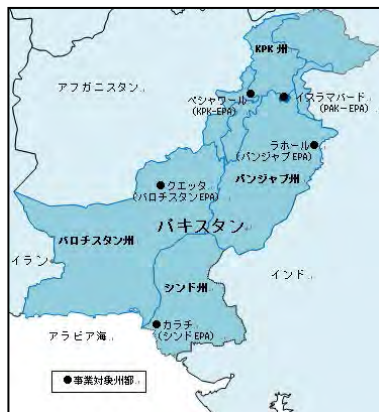 KPK 州
アフガニスタン
ペシャワール
(KPK-EPA)
イスラマバード
(PAK-EPA)
ラホール
(パンジャブ EPA)
クエッタ
(バロチスタン EPA)
パンジャブ州
パキスタン
バロチスタン州
イラン
インド
シンド州
カラチ
(シンド EPA)
アラビア海
●事業対象州都